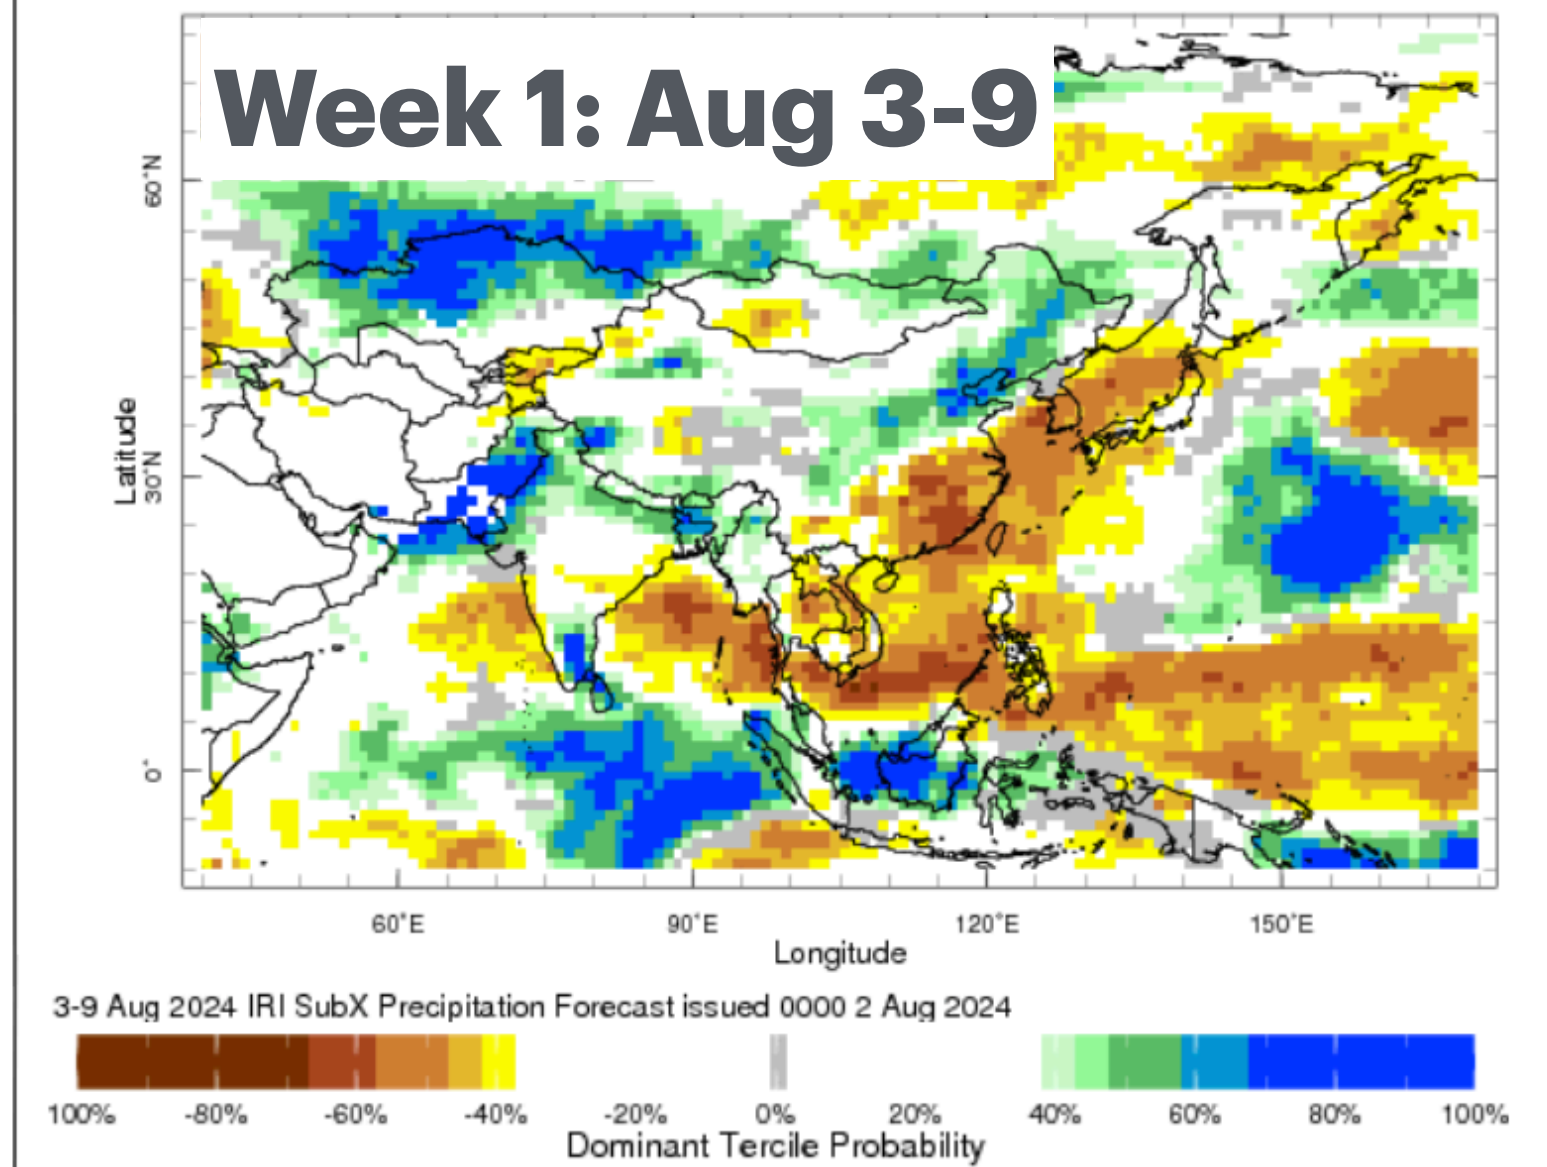 Week 1: Aug 3-9
60°N
30°N
0°
Latitude
60°E 90°E 120°E 150°E
Longitude
3-9 Aug 2024 IRI SubX Precipitation Forecast issued 0000 2 Aug 2024
100% -80% -60% -40% -20% 0% 20% 40% 60% 80% 100%
Dominant Tercile Probability